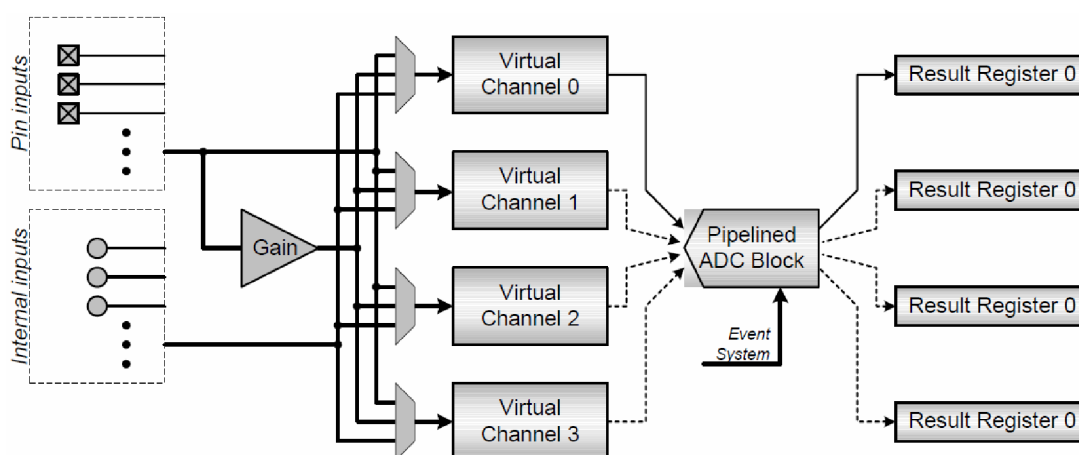 Pin inputs
Internal inputs
Gain
Virtual
Channel 0
Virtual
Channel 1
Virtual
Channel 2
Virtual
Channel 3
Pipelined
ADC Block
Event
System
Result Register 0
Result Register 0
Result Register 0
Result Register 0